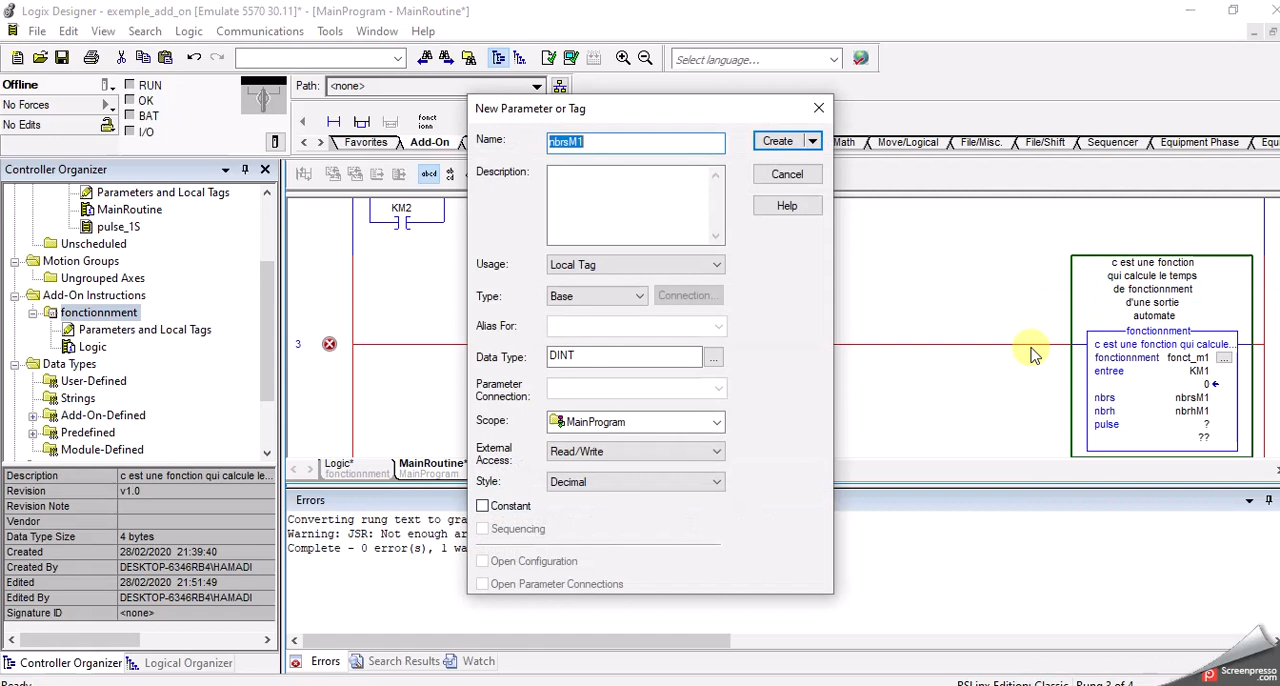 Logix Designer - exemple_add_on [Emulate 5570 30.11]* - [MainProgram - MainRoutine*]
File Edit View Search Logic Communications Tools Window Help
Select language...
Offline
RUN
No Forces
OK
No Edits
BAT
I/O
Path: <none>
fonct
ionn
Favorites Add-On Math Move/Logical File/Misc. File/Shift Sequencer Equipment Phase
Controller Organizer
Parameters and Local Tags
MainRoutine
pulse_1S
Unscheduled
Motion Groups
Ungrouped Axes
Add-On Instructions
fonctionnment
Parameters and Local Tags
Logic
Data Types
User-Defined
Strings
Add-On-Defined
Predefined
Module-Defined
Description c est une fonction qui calcule le...
Revision v1.0
Revision Note
Vendor
Data Type Size 4 bytes
Created 28/02/2020 21:39:40
Created By DESKTOP-6346RB4\HAMADI
Edited 28/02/2020 21:51:49
Edited By DESKTOP-6346RB4\HAMADI
Signature ID <none>
Controller Organizer Logical Organizer
Ready
abcd
KM2
3
New Parameter or Tag
Name: nbrsM1
Create
Description:
Cancel
Help
Usage: Local Tag
Type: Base Connection...
Alias For:
Data Type: DINT ...
Parameter
Connection:
Scope: MainProgram
External
Access: Read/Write
Style: Decimal
Constant
Sequencing
Open Configuration
Open Parameter Connections
c est une fonction
qui calcule le temps
de fonctionnment
d'une sortie
automate
fonctionnment
c est une fonction qui calcule...
fonctionnment fonct_m1 ...
entree KM1
0
nbrs nbrsM1
nbrh nbrhM1
pulse ?
??
Logic*
fonctionnment
MainRoutine*
MainProgram
Errors
Converting rung text to gra
Warning: JSR: Not enough ar
Complete - 0 error(s), 1 wa
Errors Search Results Watch
RSLinx Edition: Classic Rung 3 of 4
Screenpresso
.com